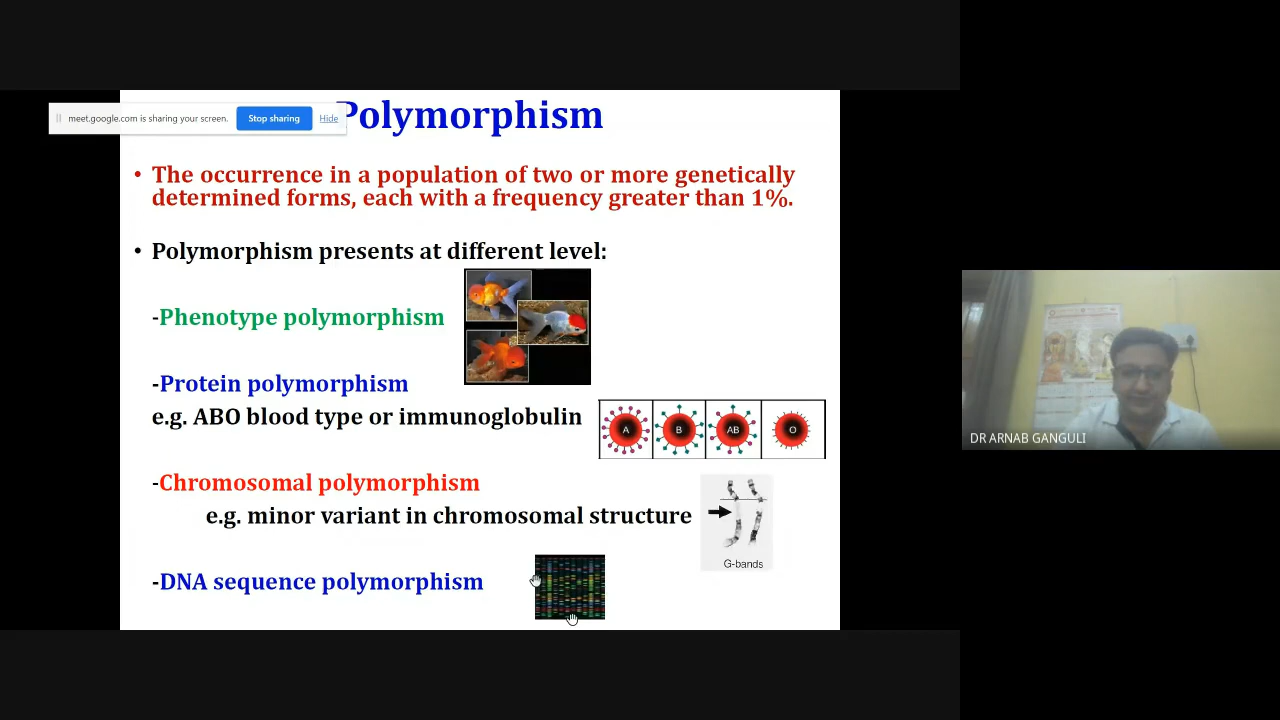 Polymorphism
meet.google.com is sharing your screen.
Stop sharing
Hide
• The occurrence in a population of two or more genetically
determined forms, each with a frequency greater than 1%.
• Polymorphism presents at different level:
-Phenotype polymorphism
-Protein polymorphism
e.g. ABO blood type or immunoglobulin
A B AB O
-Chromosomal polymorphism
e.g. minor variant in chromosomal structure
G-bands
-DNA sequence polymorphism
DR ARNAB GANGULI